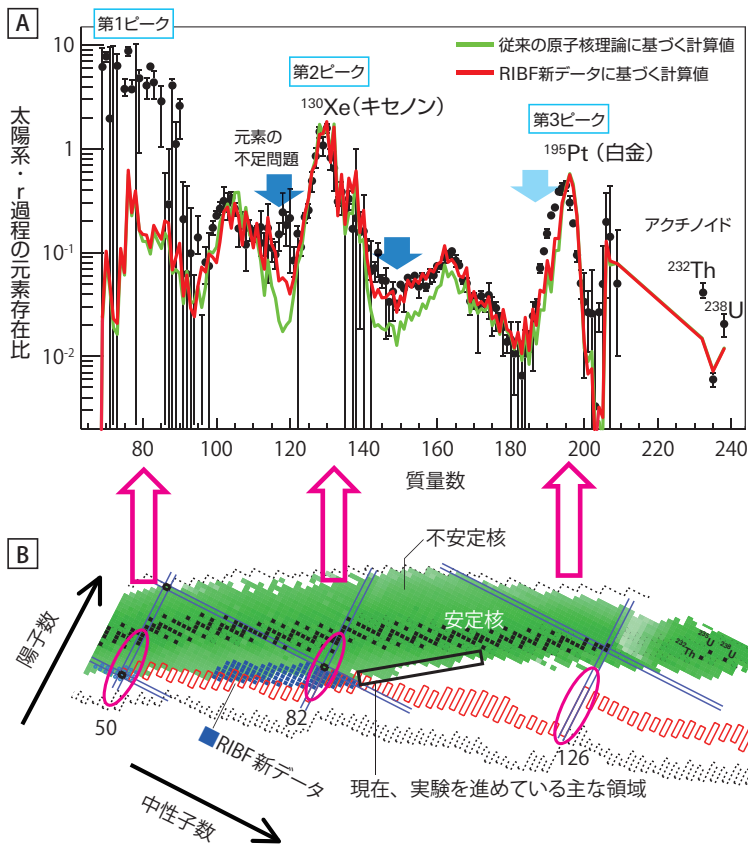 A
第1ピーク
従来の原子核理論に基づく計算値
RIBF新データに基づく計算値
第2ピーク
¹³⁰Xe(キセノン)
元素の
不足問題
第3ピーク
¹⁹⁵Pt (白金)
アクチノイド
²³²Th
²³⁸U
太陽系・r過程の元素存在比
10
1
10⁻¹
10⁻²
80 100 120 140 160 180 200 220 240
質量数
B
不安定核
安定核
陽子数
²³⁵U
²³⁸U
²³²Th
50
82
126
RIBF新データ
現在、実験を進めている主な領域
中性子数